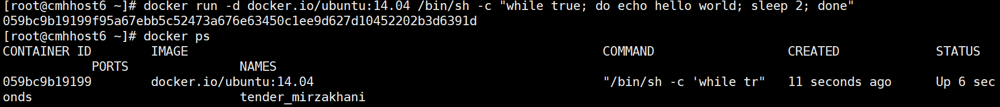 [root@cmhhost6 ~]# docker run -d docker.io/ubuntu:14.04 /bin/sh -c "while true; do echo hello world; sleep 2; done"
059bc9b19199f95a67ebb5c52473a676e63450c1ee9d627d10452202b3d6391d
[root@cmhhost6 ~]# docker ps
CONTAINER ID        IMAGE                                                        COMMAND                  CREATED             STATUS
            PORTS               NAMES
059bc9b19199        docker.io/ubuntu:14.04                                       "/bin/sh -c 'while tr"   11 seconds ago      Up 6 sec
onds                            tender_mirzakhani